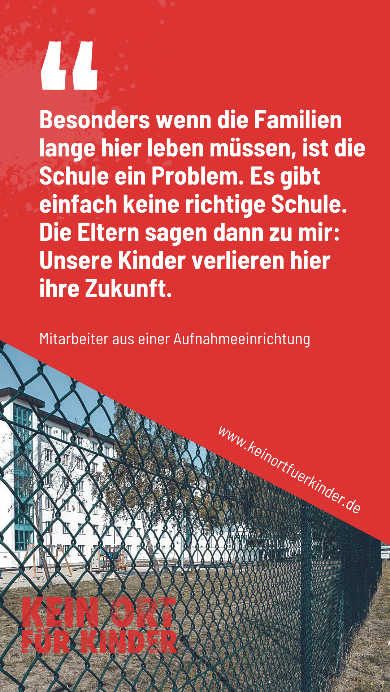 “
Besonders wenn die Familien
lange hier leben müssen, ist die
Schule ein Problem. Es gibt
einfach keine richtige Schule.
Die Eltern sagen dann zu mir:
Unsere Kinder verlieren hier
ihre Zukunft.
Mitarbeiter aus einer Aufnahmeeinrichtung
www.keinortfuerkinder.de
KEIN ORT
FÜR KINDER